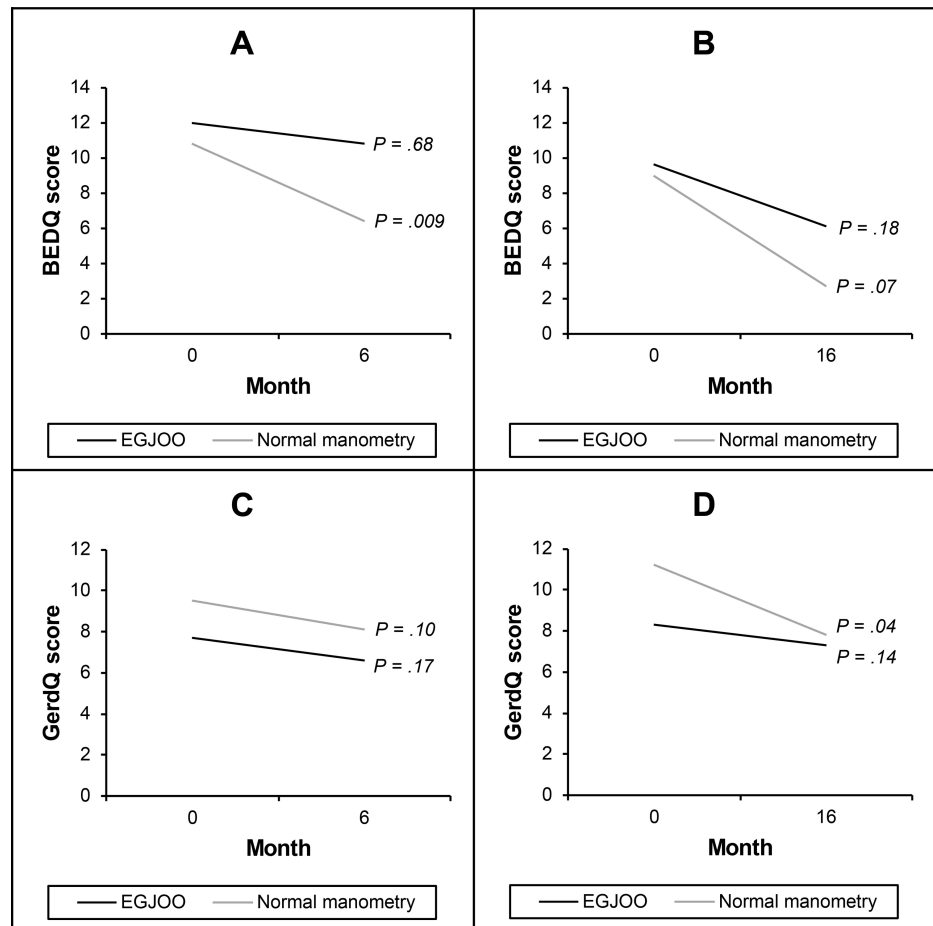 A
14
12
10
8
6
4
2
0
BEDQ score
P = .68
P = .009
0 6
Month
EGJOO Normal manometry
B
14
12
10
8
6
4
2
0
BEDQ score
P = .18
P = .07
0 16
Month
EGJOO Normal manometry
C
12
10
8
6
4
2
0
GerdQ score
P = .10
P = .17
0 6
Month
EGJOO Normal manometry
D
12
10
8
6
4
2
0
GerdQ score
P = .04
P = .14
0 16
Month
EGJOO Normal manometry